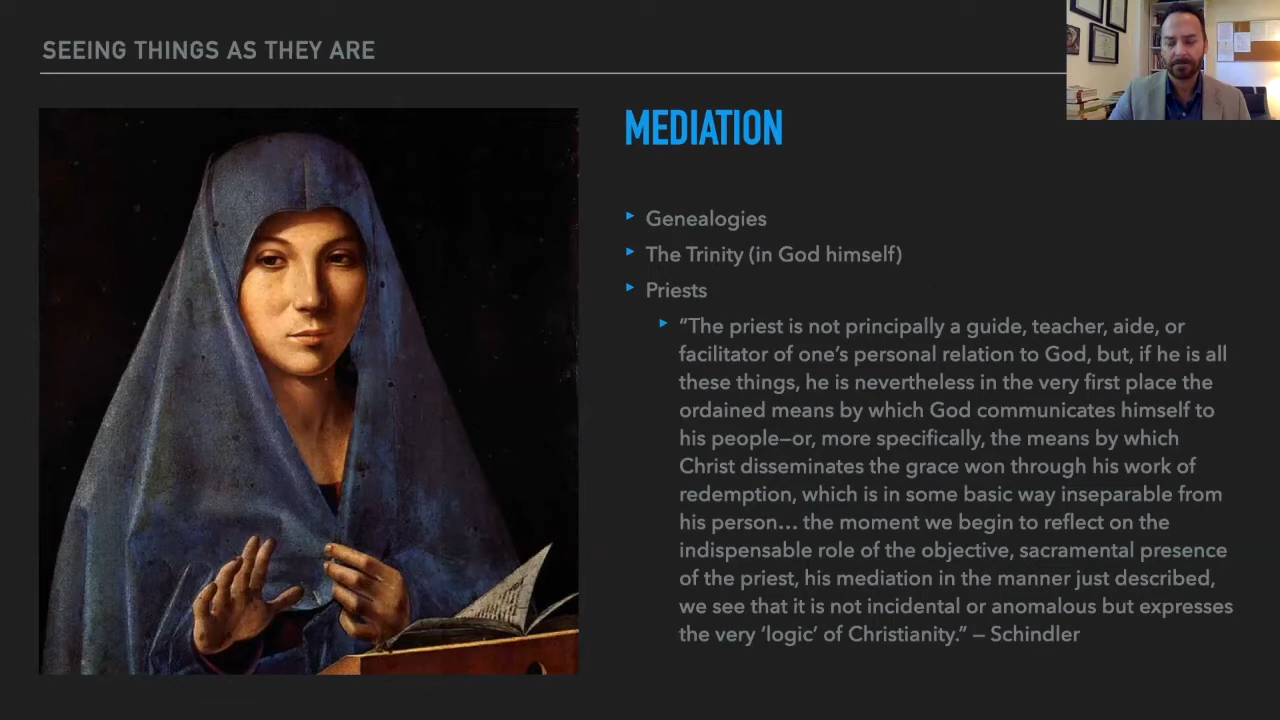 SEEING THINGS AS THEY ARE
MEDIATION
Genealogies
The Trinity (in God himself)
Priests
“The priest is not principally a guide, teacher, aide, or
facilitator of one’s personal relation to God, but, if he is all
these things, he is nevertheless in the very first place the
ordained means by which God communicates himself to
his people—or, more specifically, the means by which
Christ disseminates the grace won through his work of
redemption, which is in some basic way inseparable from
his person… the moment we begin to reflect on the
indispensable role of the objective, sacramental presence
of the priest, his mediation in the manner just described,
we see that it is not incidental or anomalous but expresses
the very ‘logic’ of Christianity.” — Schindler